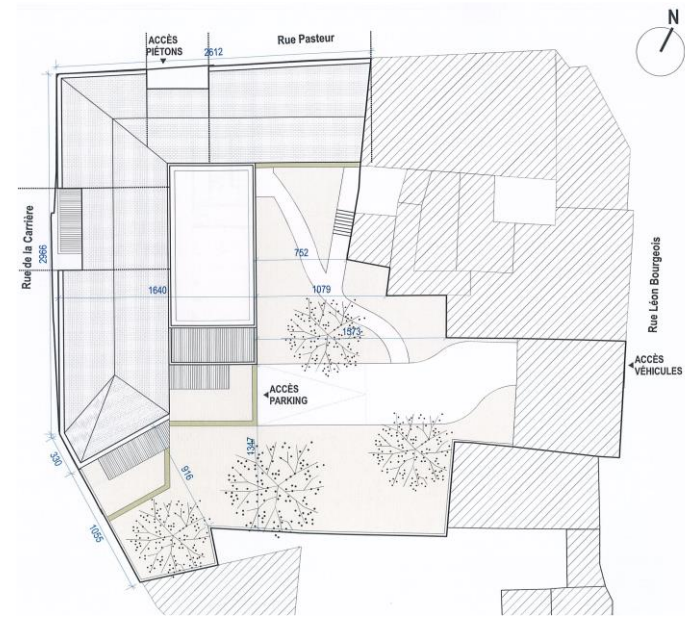 N
ACCÈS
PIÉTONS
2612
Rue Pasteur
Rue de la Carrière
2966
752
1640
1079
1573
Rue Léon Bourgeois
ACCÈS
PARKING
ACCÈS
VÉHICULES
1347
916
330
1055